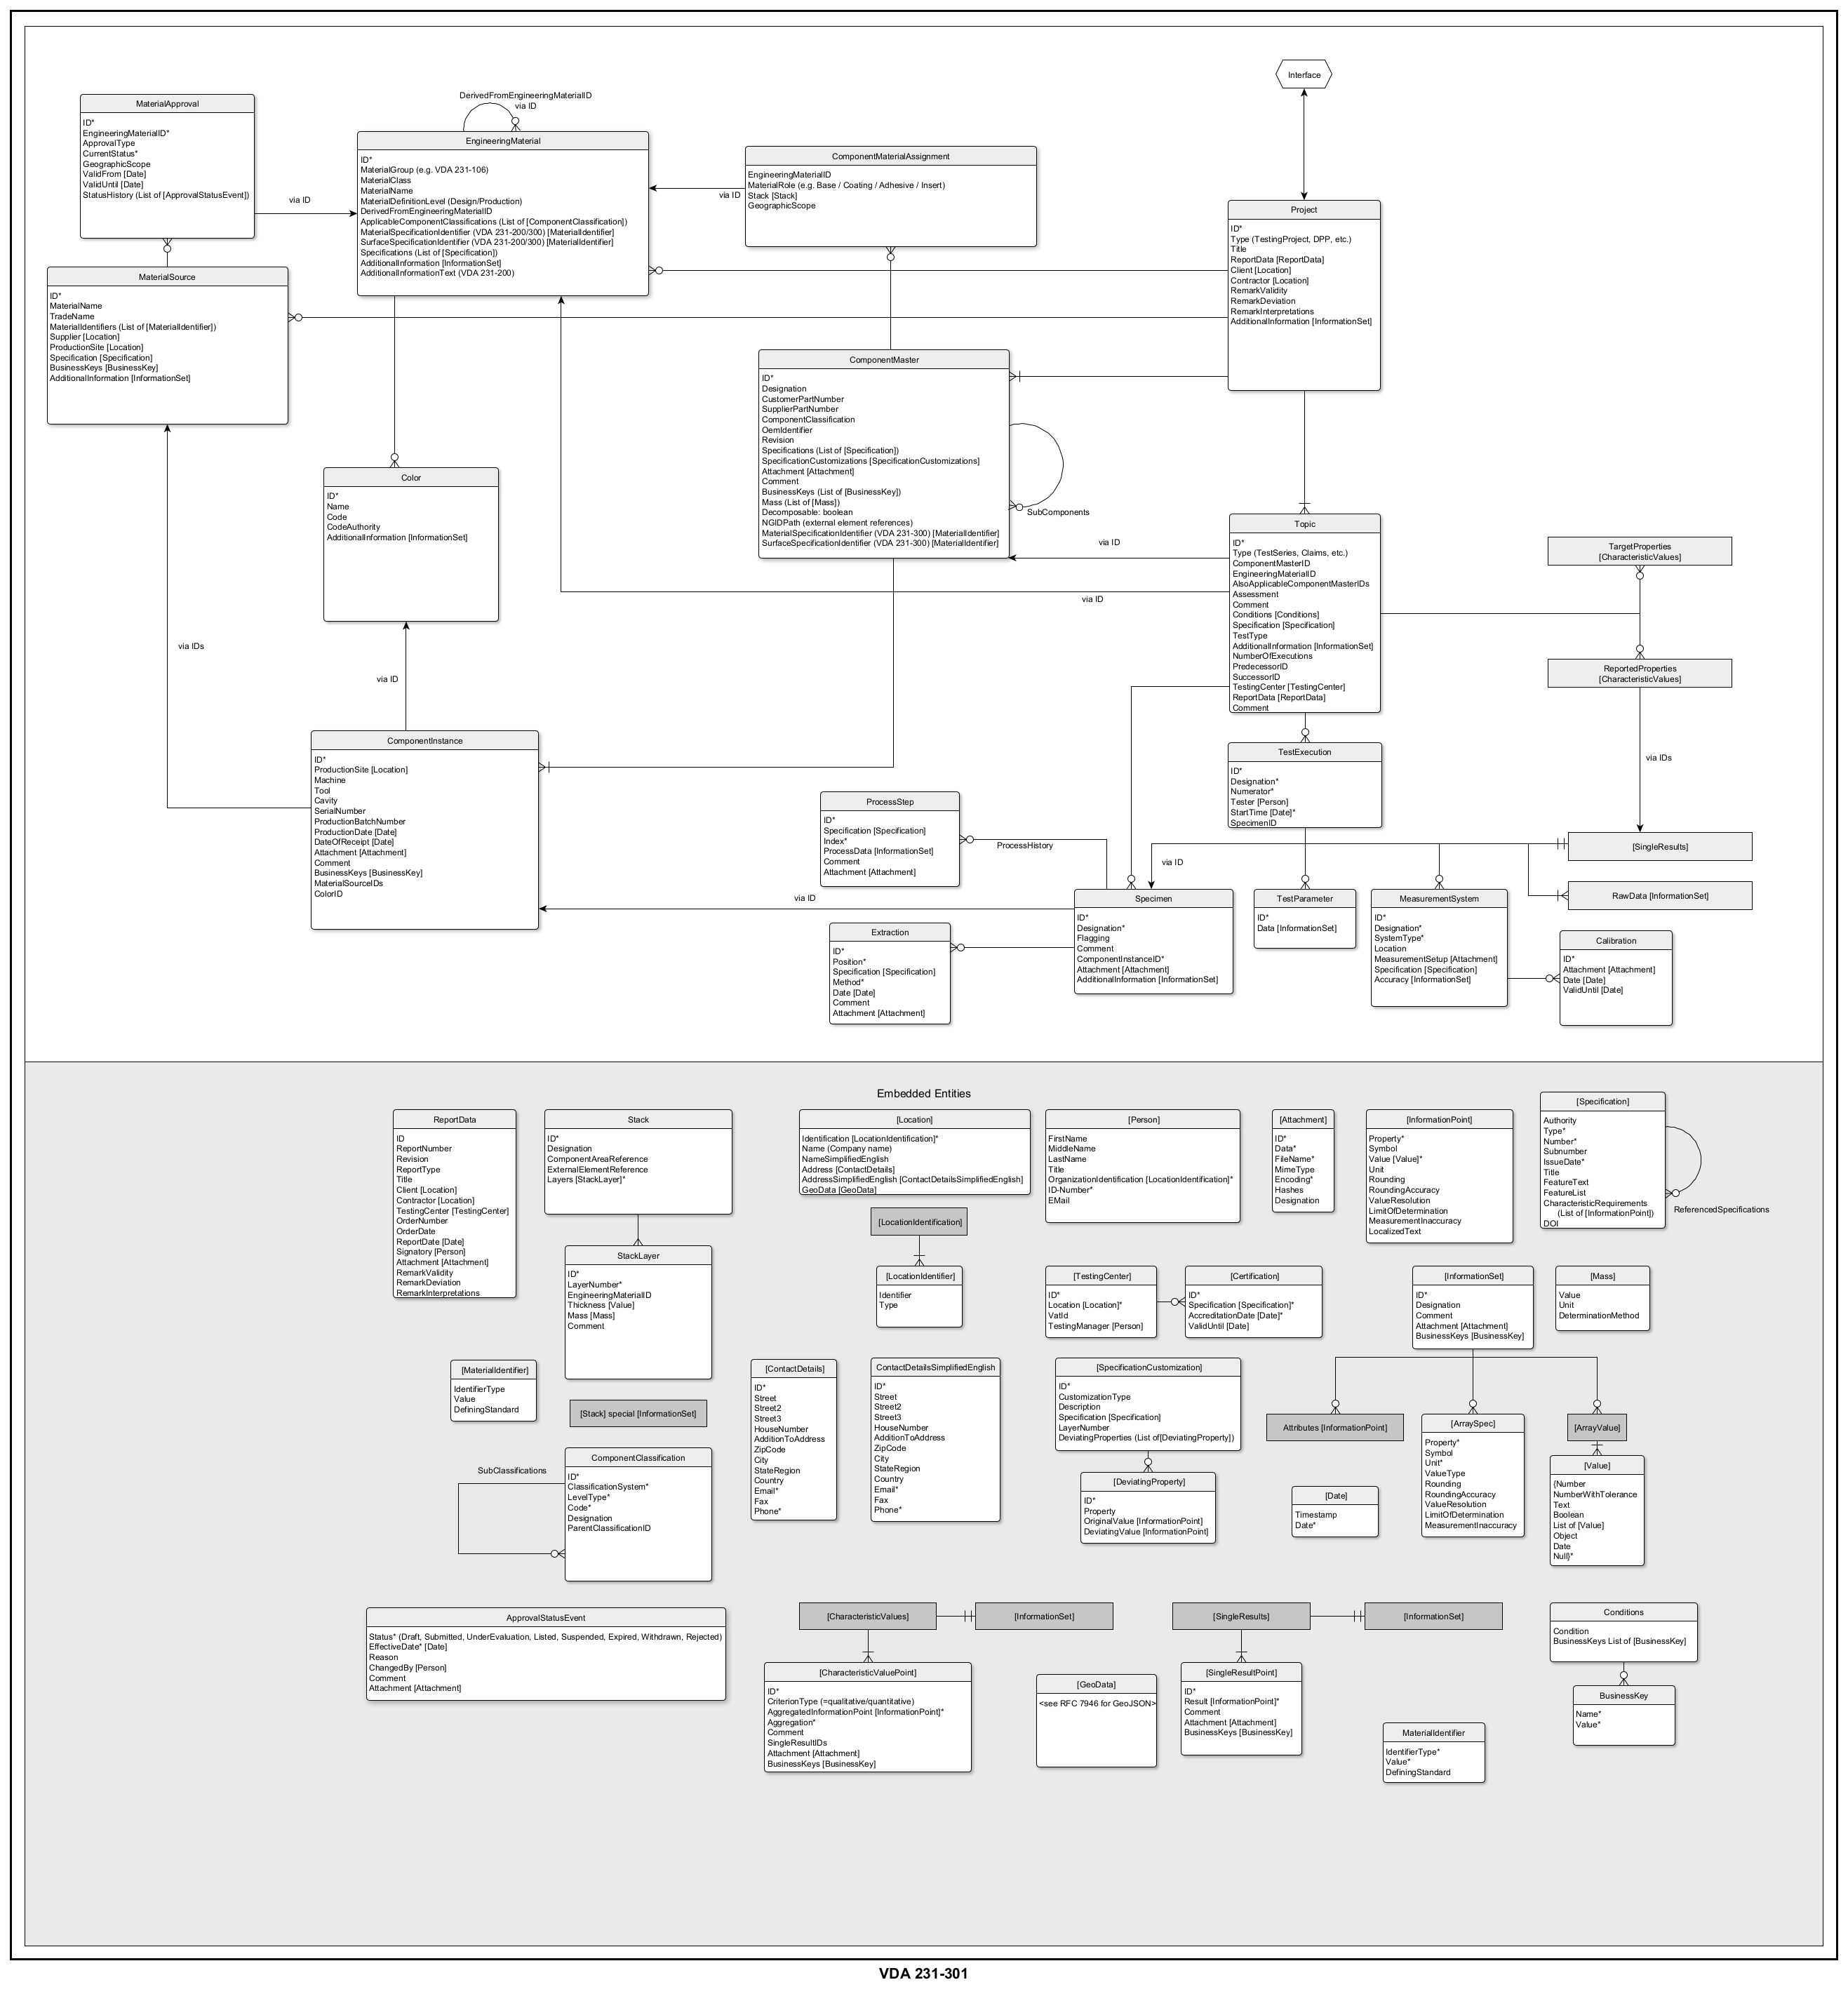 Interface
MaterialApproval
ID*
EngineeringMaterialID*
ApprovalType
CurrentStatus*
GeographicScope
ValidFrom [Date]
ValidUntil [Date]
StatusHistory (List of [ApprovalStatusEvent])
via ID
DerivedFromEngineeringMaterialID
via ID
EngineeringMaterial
ID*
MaterialGroup (e.g. VDA 231-106)
MaterialClass
MaterialName
MaterialDefinitionLevel (Design/Production)
DerivedFromEngineeringMaterialID
ApplicableComponentClassifications (List of [ComponentClassification])
MaterialSpecificationIdentifier (VDA 231-200/300) [MaterialIdentifier]
SurfaceSpecificationIdentifier (VDA 231-200/300) [MaterialIdentifier]
Specifications (List of [Specification])
AdditionalInformation [InformationSet]
AdditionalInformationText (VDA 231-200)
via ID
ComponentMaterialAssignment
EngineeringMaterialID
MaterialRole (e.g. Base / Coating / Adhesive / Insert)
Stack [Stack]
GeographicScope
Project
ID*
Type (TestingProject, DPP, etc.)
Title
ReportData [ReportData]
Client [Location]
Contractor [Location]
RemarkValidity
RemarkDeviation
RemarkInterpretations
AdditionalInformation [InformationSet]
MaterialSource
ID*
MaterialName
TradeName
MaterialIdentifiers (List of [MaterialIdentifier])
Supplier [Location]
ProductionSite [Location]
Specification [Specification]
BusinessKeys [BusinessKey]
AdditionalInformation [InformationSet]
ComponentMaster
ID*
Designation
CustomerPartNumber
SupplierPartNumber
ComponentClassification
OemIdentifier
Revision
Specifications (List of [Specification])
SpecificationCustomizations [SpecificationCustomizations]
Attachment [Attachment]
Comment
BusinessKeys (List of [BusinessKey])
Mass (List of [Mass])
Decomposable: boolean
NGIDPath (external element references)
MaterialSpecificationIdentifier (VDA 231-300) [MaterialIdentifier]
SurfaceSpecificationIdentifier (VDA 231-300) [MaterialIdentifier]
SubComponents
Color
ID*
Name
Code
CodeAuthority
AdditionalInformation [InformationSet]
via ID
via ID
Topic
ID*
Type (TestSeries, Claims, etc.)
ComponentMasterID
EngineeringMaterialID
AlsoApplicableComponentMasterIDs
Assessment
Comment
Conditions [Conditions]
Specification [Specification]
TestType
AdditionalInformation [InformationSet]
NumberOfExecutions
PredecessorID
SuccessorID
TestingCenter [TestingCenter]
ReportData [ReportData]
Comment
TargetProperties
[CharacteristicValues]
ReportedProperties
[CharacteristicValues]
via IDs
via ID
via IDs
ComponentInstance
ID*
ProductionSite [Location]
Machine
Tool
Cavity
SerialNumber
ProductionBatchNumber
ProductionDate [Date]
DateOfReceipt [Date]
Attachment [Attachment]
Comment
BusinessKeys [BusinessKey]
MaterialSourceIDs
ColorID
TestExecution
ID*
Designation*
Numerator*
Tester [Person]
StartTime [Date]*
SpecimenID
ProcessStep
ID*
Specification [Specification]
Index*
ProcessData [InformationSet]
Comment
Attachment [Attachment]
ProcessHistory
via ID
via ID
[SingleResults]
RawData [InformationSet]
Specimen
ID*
Designation*
Flagging
Comment
ComponentInstanceID*
Attachment [Attachment]
AdditionalInformation [InformationSet]
TestParameter
ID*
Data [InformationSet]
MeasurementSystem
ID*
Designation*
SystemType*
Location
MeasurementSetup [Attachment]
Specification [Specification]
Accuracy [InformationSet]
Extraction
ID*
Position*
Specification [Specification]
Method*
Date [Date]
Comment
Attachment [Attachment]
Calibration
ID*
Attachment [Attachment]
Date [Date]
ValidUntil [Date]
Embedded Entities
ReportData
ID
ReportNumber
Revision
ReportType
Title
Client [Location]
Contractor [Location]
TestingCenter [TestingCenter]
OrderNumber
OrderDate
ReportDate [Date]
Signatory [Person]
Attachment [Attachment]
RemarkValidity
RemarkDeviation
RemarkInterpretations
Stack
ID*
Designation
ComponentAreaReference
ExternalElementReference
Layers [StackLayer]*
[Location]
Identification [LocationIdentification]*
Name (Company name)
NameSimplifiedEnglish
Address [ContactDetails]
AddressSimplifiedEnglish [ContactDetailsSimplifiedEnglish]
GeoData [GeoData]
[Person]
FirstName
MiddleName
LastName
Title
OrganizationIdentification [LocationIdentification]*
ID-Number*
EMail
[Attachment]
ID*
Data*
FileName*
MimeType
Encoding*
Hashes
Designation
[InformationPoint]
Property*
Symbol
Value [Value]*
Unit
Rounding
RoundingAccuracy
ValueResolution
LimitOfDetermination
MeasurementInaccuracy
LocalizedText
[Specification]
Authority
Type*
Number*
Subnumber
IssueDate*
Title
FeatureText
FeatureList
CharacteristicRequirements
(List of [InformationPoint])
DOI
ReferencedSpecifications
[LocationIdentification]
[LocationIdentifier]
Identifier
Type
StackLayer
ID*
LayerNumber*
EngineeringMaterialID
Thickness [Value]
Mass [Mass]
Comment
[TestingCenter]
ID*
Location [Location]*
VatId
TestingManager [Person]
[Certification]
ID*
Specification [Specification]*
AccreditationDate [Date]*
ValidUntil [Date]
[InformationSet]
ID*
Designation
Comment
Attachment [Attachment]
BusinessKeys [BusinessKey]
[Mass]
Value
Unit
DeterminationMethod
[MaterialIdentifier]
IdentifierType
Value
DefiningStandard
[Stack] special [InformationSet]
[ContactDetails]
ID*
Street
Street2
Street3
HouseNumber
AdditionToAddress
ZipCode
City
StateRegion
Country
Email*
Fax
Phone*
ContactDetailsSimplifiedEnglish
ID*
Street
Street2
Street3
HouseNumber
AdditionToAddress
ZipCode
City
StateRegion
Country
Email*
Fax
Phone*
[SpecificationCustomization]
ID*
CustomizationType
Description
Specification [Specification]
LayerNumber
DeviatingProperties (List of[DeviatingProperty])
[DeviatingProperty]
ID*
Property
OriginalValue [InformationPoint]
DeviatingValue [InformationPoint]
Attributes [InformationPoint]
[ArraySpec]
Property*
Symbol
Unit*
ValueType
Rounding
RoundingAccuracy
ValueResolution
LimitOfDetermination
MeasurementInaccuracy
[ArrayValue]
[Value]
{Number
NumberWithTolerance
Text
Boolean
List of [Value]
Object
Date
Null}*
[Date]
Timestamp
Date*
SubClassifications
ComponentClassification
ID*
ClassificationSystem*
LevelType*
Code*
Designation
ParentClassificationID
ApprovalStatusEvent
Status* (Draft, Submitted, UnderEvaluation, Listed, Suspended, Expired, Withdrawn, Rejected)
EffectiveDate* [Date]
Reason
ChangedBy [Person]
Comment
Attachment [Attachment]
[CharacteristicValues]
[InformationSet]
[CharacteristicValuePoint]
ID*
CriterionType (=qualitative/quantitative)
AggregatedInformationPoint [InformationPoint]*
Aggregation*
Comment
SingleResultIDs
Attachment [Attachment]
BusinessKeys [BusinessKey]
[GeoData]
<see RFC 7946 for GeoJSON>
[SingleResults]
[InformationSet]
[SingleResultPoint]
ID*
Result [InformationPoint]*
Comment
Attachment [Attachment]
BusinessKeys [BusinessKey]
MaterialIdentifier
IdentifierType*
Value*
DefiningStandard
Conditions
Condition
BusinessKeys List of [BusinessKey]
BusinessKey
Name*
Value*
VDA 231-301